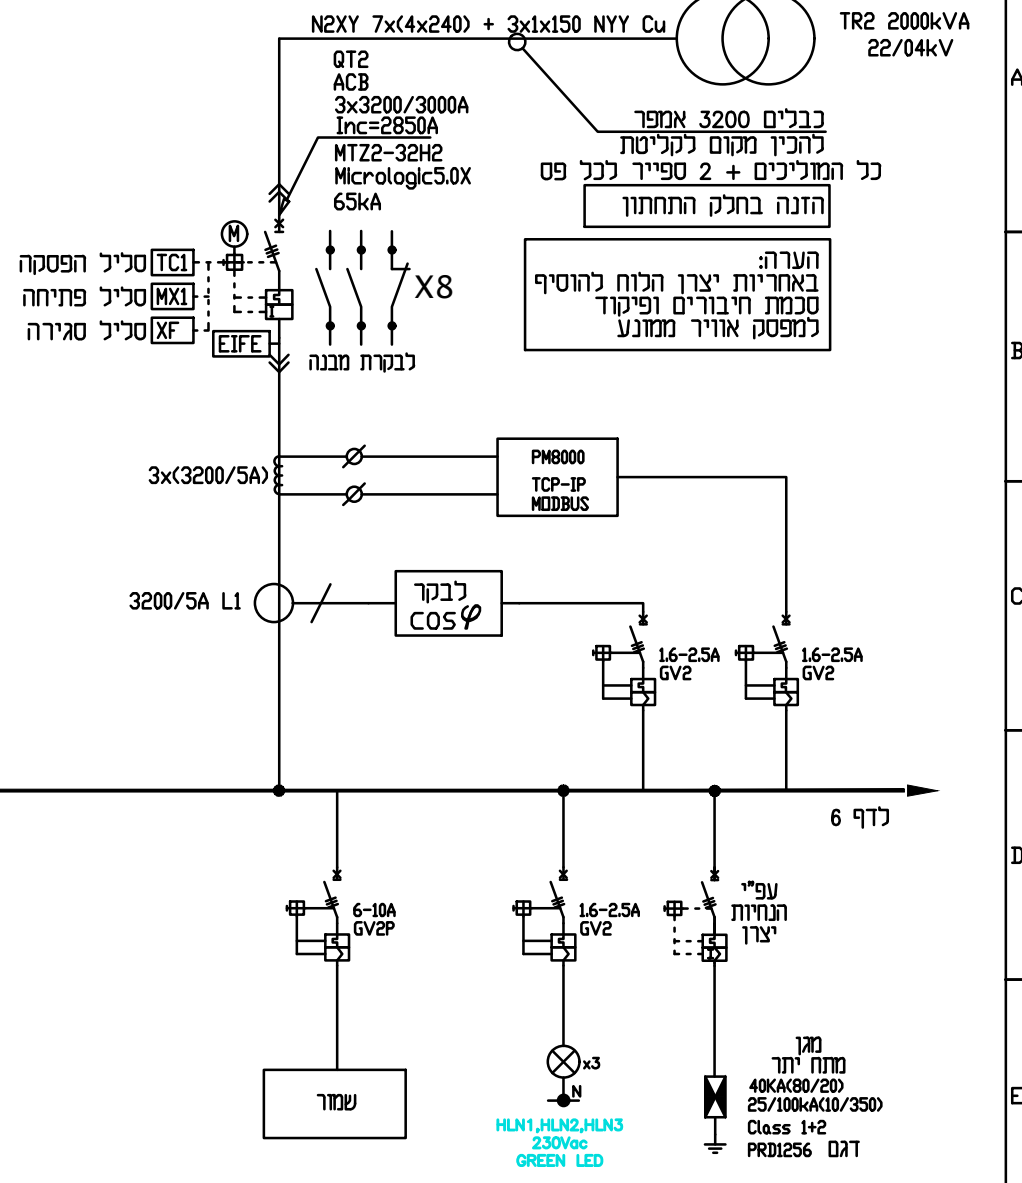 N2XY 7x(4x240) + 3x1x150 NYY Cu
TR2 2000kVA
22/04kV
QT2
ACB
3x3200/3000A
Inc=2850A
MTZ2-32H2
Micrologic5.0X
65kA
כבלים 3200 אמפר
להכין מקום לקליטת
כל המוליכים + 2 ספייר לכל פס
הזנה בחלק התחתון
הערה:
באחריות יצרן הלוח להוסיף
סכמת חיבורים ופיקוד
למפסק אוויר ממונע
A
M
TC1 סליל הפסקה
MX1 סליל פתיחה
XF סליל סגירה
I
EIFE
X8
לבקרת מבנה
B
3x(3200/5A)
PM8000
TCP-IP
MODBUS
3200/5A L1
לבקר
COSφ
C
1.6-2.5A
GV2
1.6-2.5A
GV2
לדף 6
D
6-10A
GV2P
1.6-2.5A
GV2
עפ"י
הנחיות
יצרן
I
שמור
x3
N
HLN1,HLN2,HLN3
230Vac
GREEN LED
מגן
מתח יתר
40KA(80/20)
25/100kA(10/350)
Class 1+2
דגם PRD1256
E